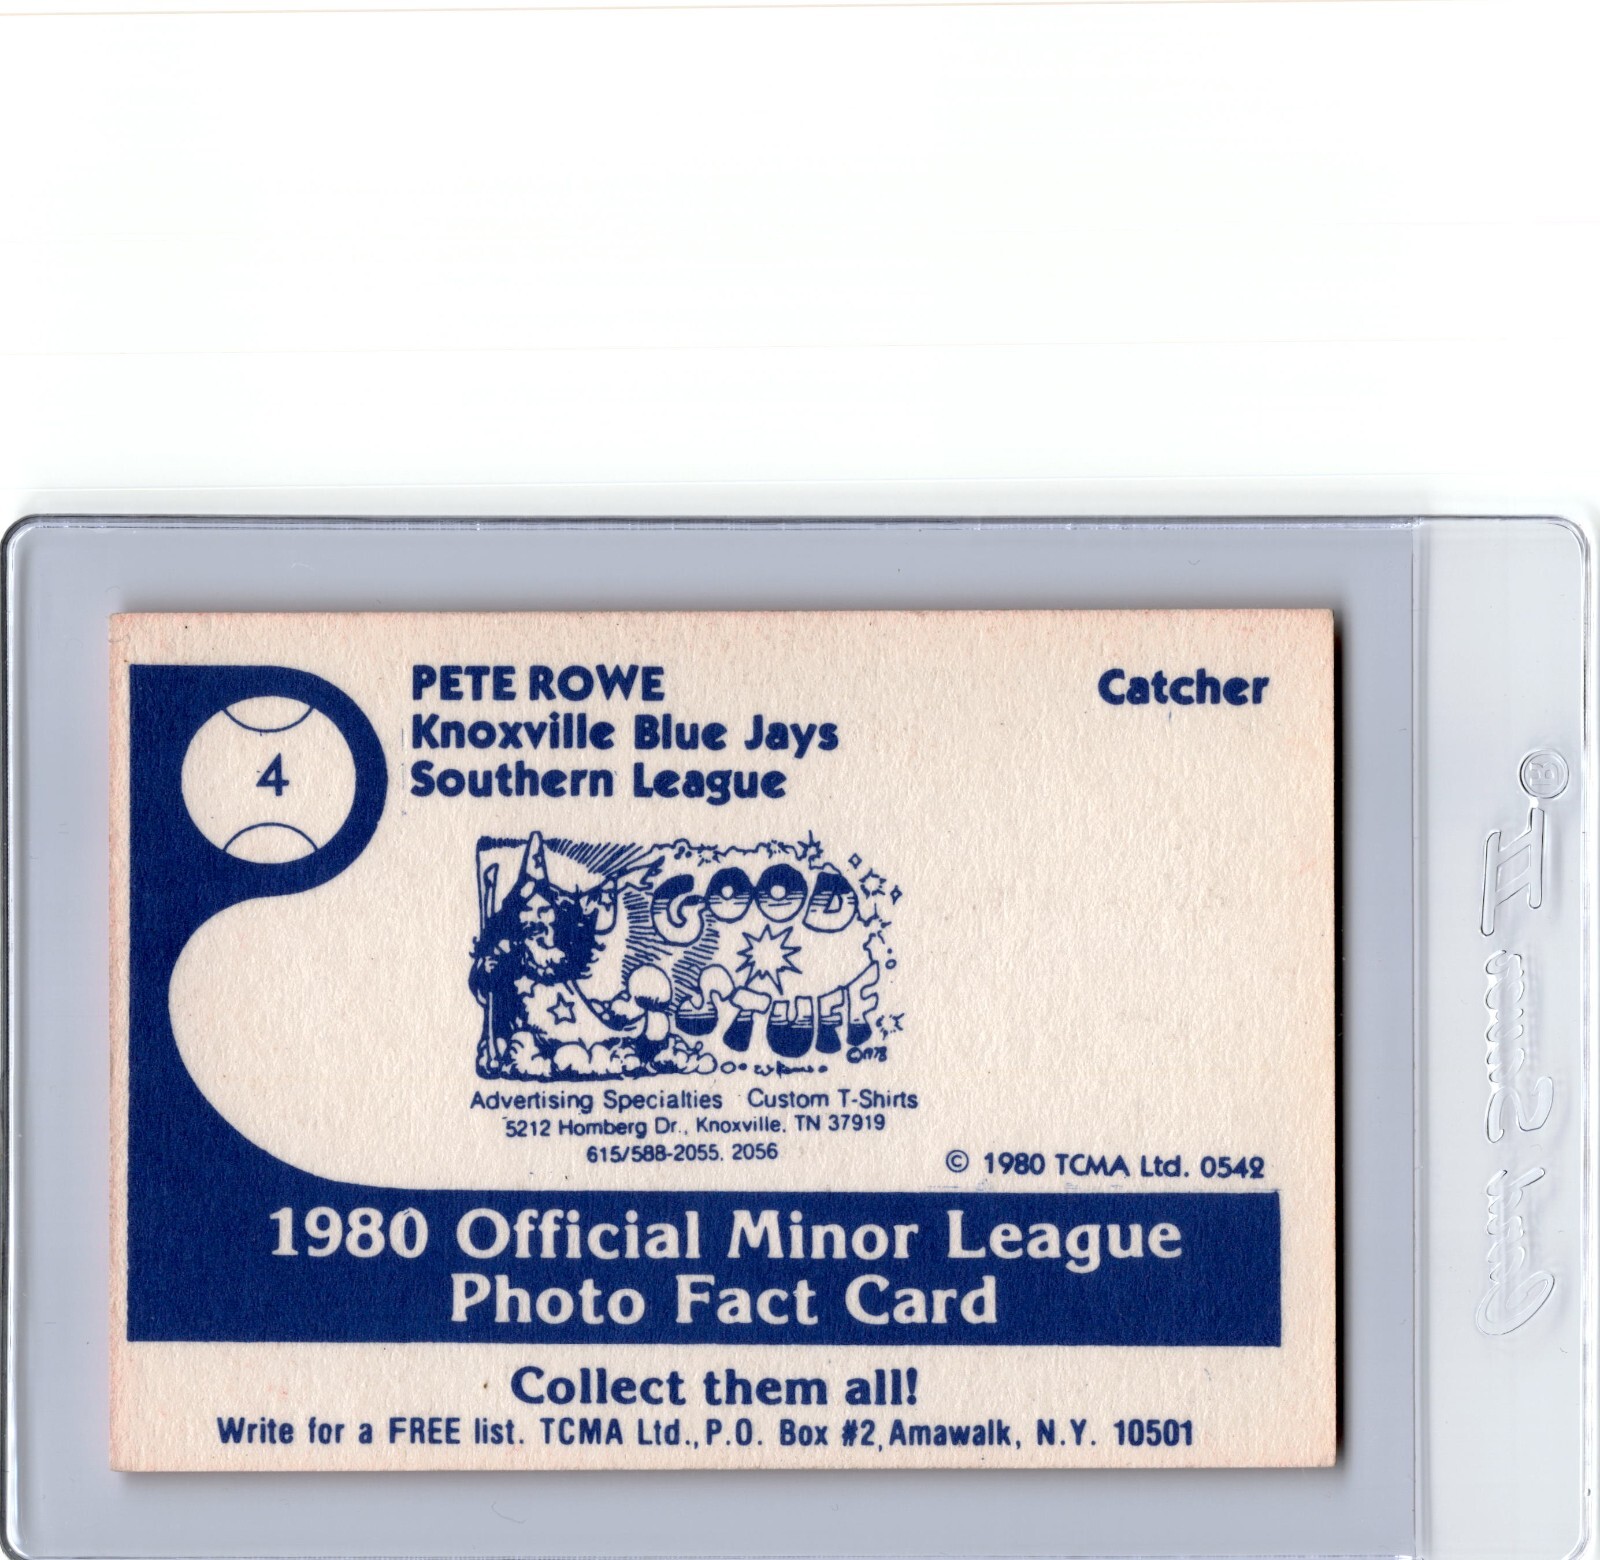 4
PETE ROWE
Catcher
Knoxville Blue Jays
Southern League
GOOD
STUFF
©1978
Advertising Specialties Custom T-Shirts
5212 Homberg Dr., Knoxville, TN 37919
615/588-2055, 2056
© 1980 TCMA Ltd. 0542
1980 Official Minor League
Photo Fact Card
Collect them all!
Write for a FREE list. TCMA Ltd., P.O. Box #2, Amawalk, N.Y. 10501
Card Saver II ®